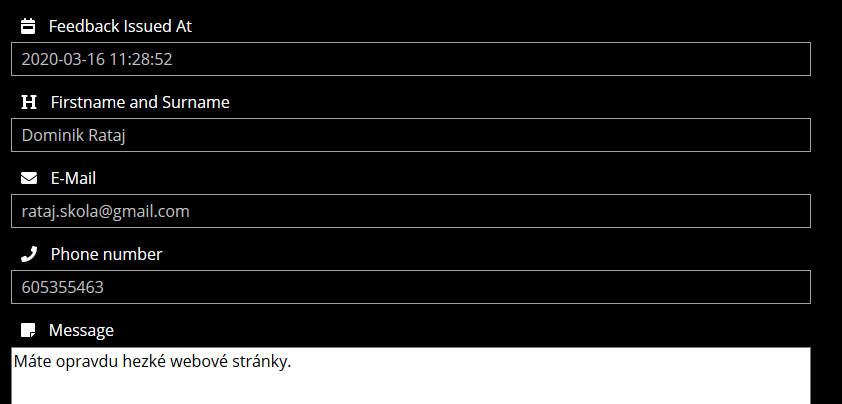 Feedback Issued At
2020-03-16 11:28:52
Firstname and Surname
Dominik Rataj
E-Mail
rataj.skola@gmail.com
Phone number
605355463
Message
Máte opravdu hezké webové stránky.